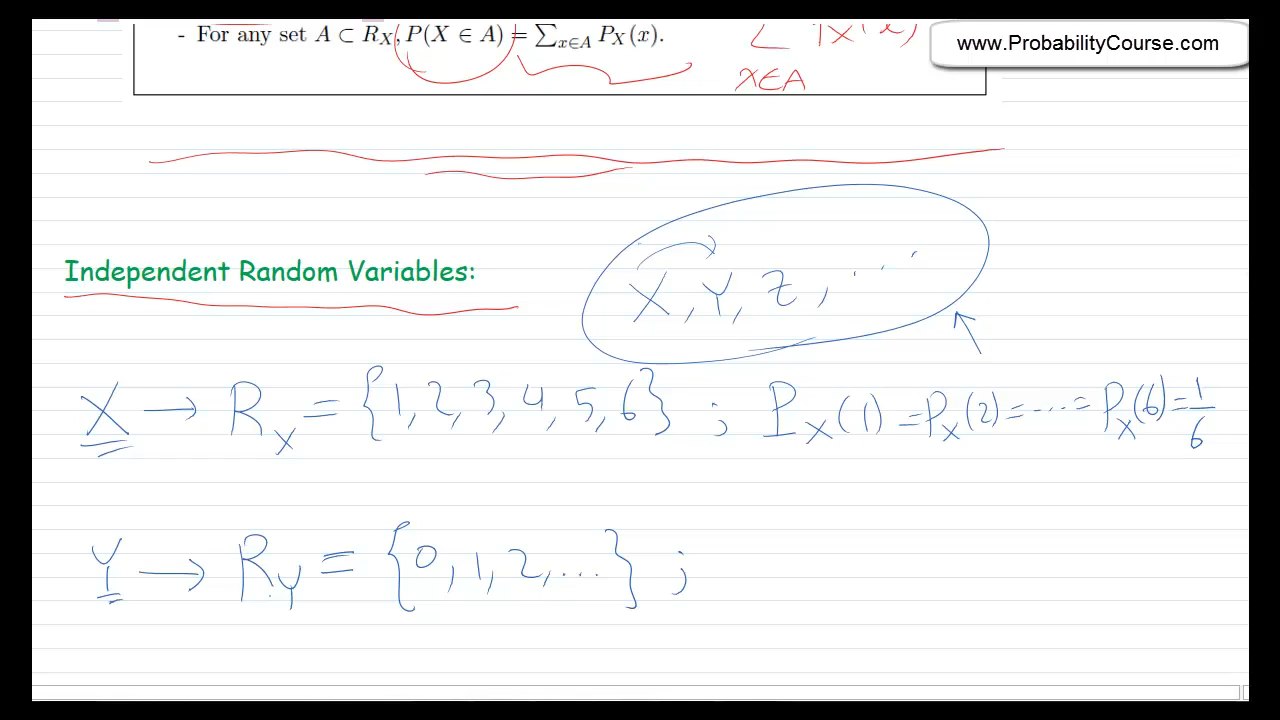 - For any set A ⊂ R_X, P(X ∈ A) = ∑_{x∈A} P_X(x).
www.ProbabilityCourse.com
x∈A
Independent Random Variables:
X, Y, Z, ...
X → R_X = {1, 2, 3, 4, 5, 6} ; P_X(1) = P_X(2) = ... = P_X(6) = 1/6
Y → R_Y = {0, 1, 2, ...} ;